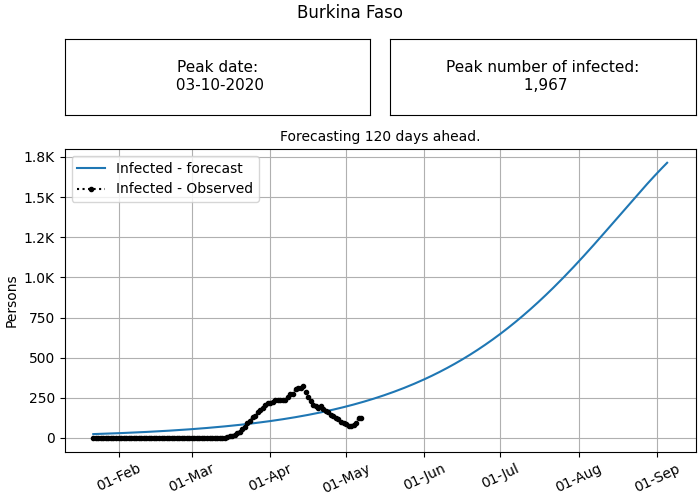 Burkina Faso
Peak date:
03-10-2020
Peak number of infected:
1,967
Forecasting 120 days ahead.
Infected - forecast
Infected - Observed
Persons
1.8K
1.5K
1.2K
1.0K
750
500
250
0
01-Feb
01-Mar
01-Apr
01-May
01-Jun
01-Jul
01-Aug
01-Sep